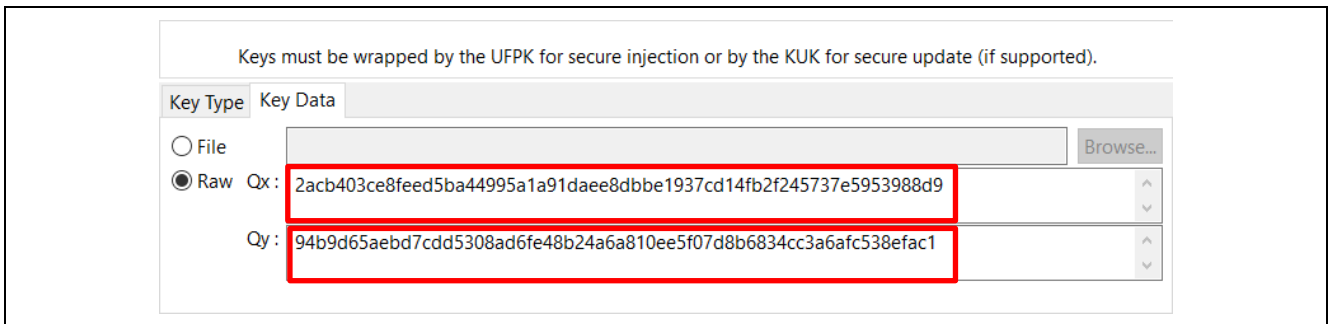 Keys must be wrapped by the UFPK for secure injection or by the KUK for secure update (if supported).
Key Type Key Data
File Browse...
Raw Qx : 2acb403ce8feed5ba44995a1a91daee8dbbe1937cd14fb2f245737e5953988d9
Qy : 94b9d65aebd7cdd5308ad6fe48b24a6a810ee5f07d8b6834cc3a6afc538efac1